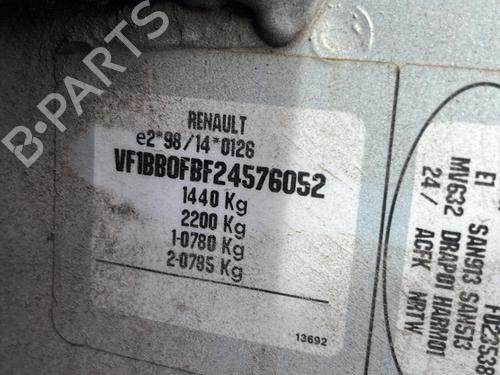 RENAULT
e2*98/14*0126
VF1BB0FBF24576052
1440 Kg
2200 Kg
1-0780 Kg
2-0785 Kg
13692
E1
MV632
24 /
SAN913 SAN513
DRAP01 HARM01
ACFK NRTW
B-PARTS